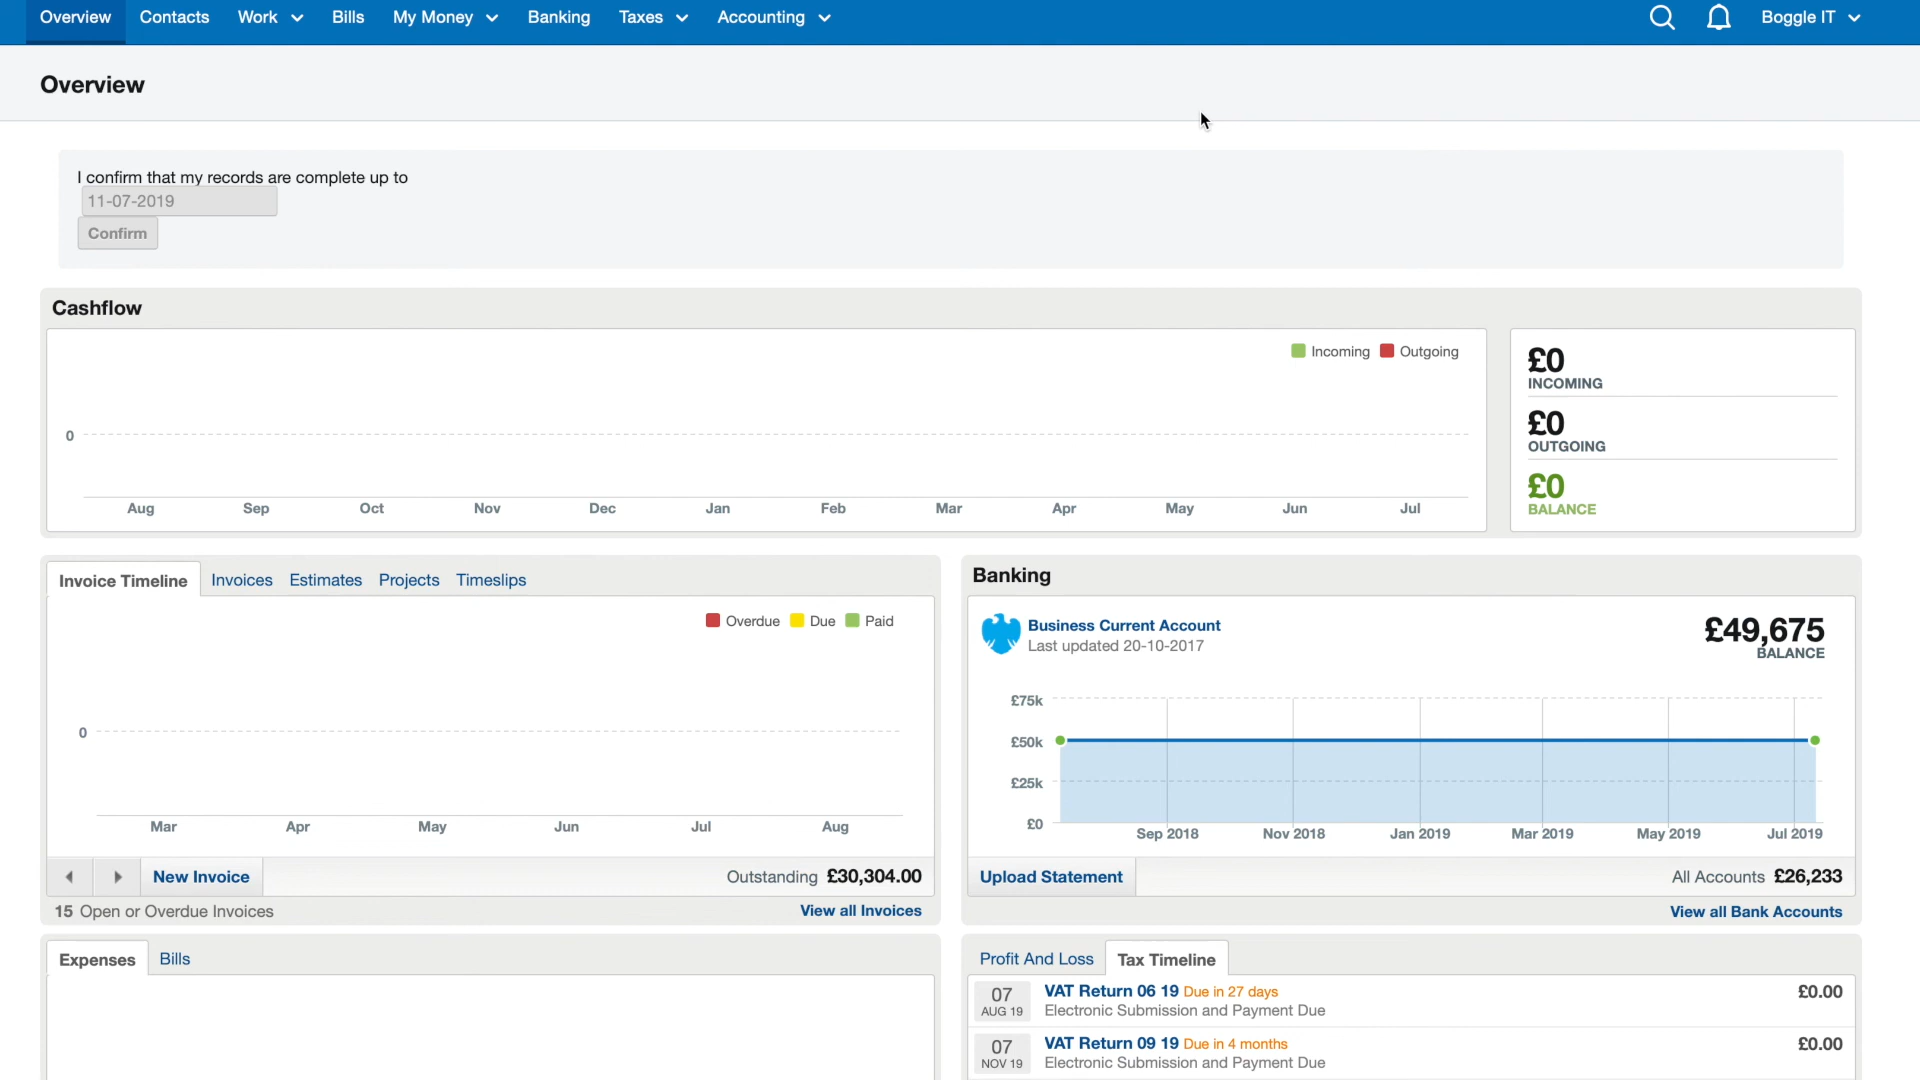 Overview Contacts Work Bills My Money Banking Taxes Accounting Boggle IT
Overview
I confirm that my records are complete up to
11-07-2019
Confirm
Cashflow
Incoming Outgoing
0
Aug Sep Oct Nov Dec Jan Feb Mar Apr May Jun Jul
£0
INCOMING
£0
OUTGOING
£0
BALANCE
Invoice Timeline Invoices Estimates Projects Timeslips
Overdue Due Paid
0
Mar Apr May Jun Jul Aug
New Invoice Outstanding £30,304.00
15 Open or Overdue Invoices View all Invoices
Banking
Business Current Account
Last updated 20-10-2017
£49,675
BALANCE
£75k
£50k
£25k
£0
Sep 2018 Nov 2018 Jan 2019 Mar 2019 May 2019 Jul 2019
Upload Statement All Accounts £26,233
View all Bank Accounts
Expenses Bills
Profit And Loss Tax Timeline
07 AUG 19 VAT Return 06 19 Due in 27 days £0.00
Electronic Submission and Payment Due
07 NOV 19 VAT Return 09 19 Due in 4 months £0.00
Electronic Submission and Payment Due